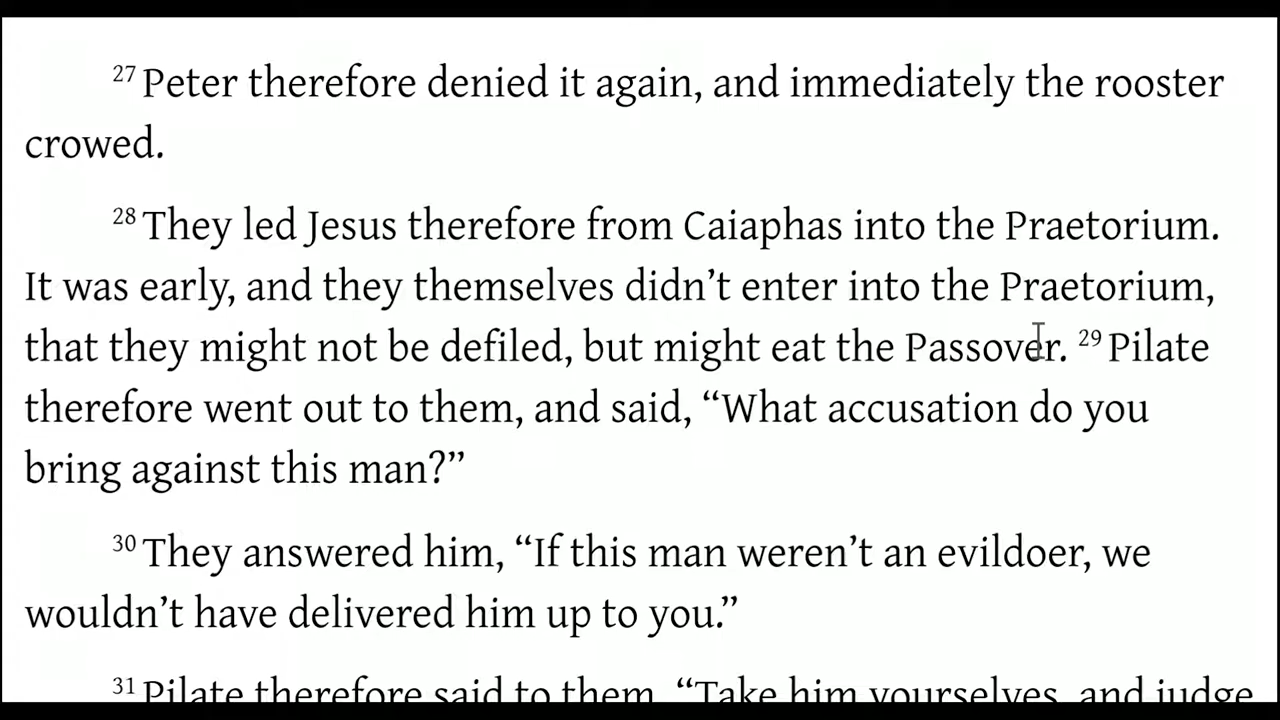 27 Peter therefore denied it again, and immediately the rooster
crowed.
28 They led Jesus therefore from Caiaphas into the Praetorium.
It was early, and they themselves didn’t enter into the Praetorium,
that they might not be defiled, but might eat the Passover. 29 Pilate
therefore went out to them, and said, “What accusation do you
bring against this man?”
30 They answered him, “If this man weren’t an evildoer, we
wouldn’t have delivered him up to you.”
31 Pilate therefore said to them, “Take him yourselves, and judge